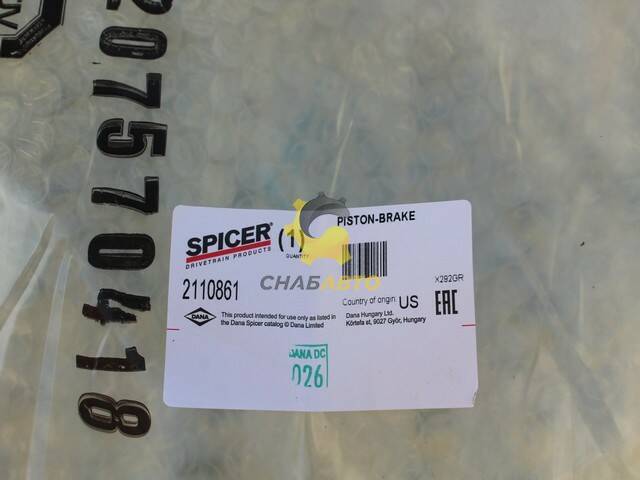 207570418
SPICER®
DRIVETRAIN PRODUCTS
(1)
QUANTITY
PISTON-BRAKE
СНАБАВТО
2110861
X292GR
Country of origin: US
EAC
DANA
This product intended for use only as listed in
the Dana Spicer catalog © Dana Limited
Dana Hungary Ltd.
Körtefa st, 9027 Győr, Hungary
DANA DC
026